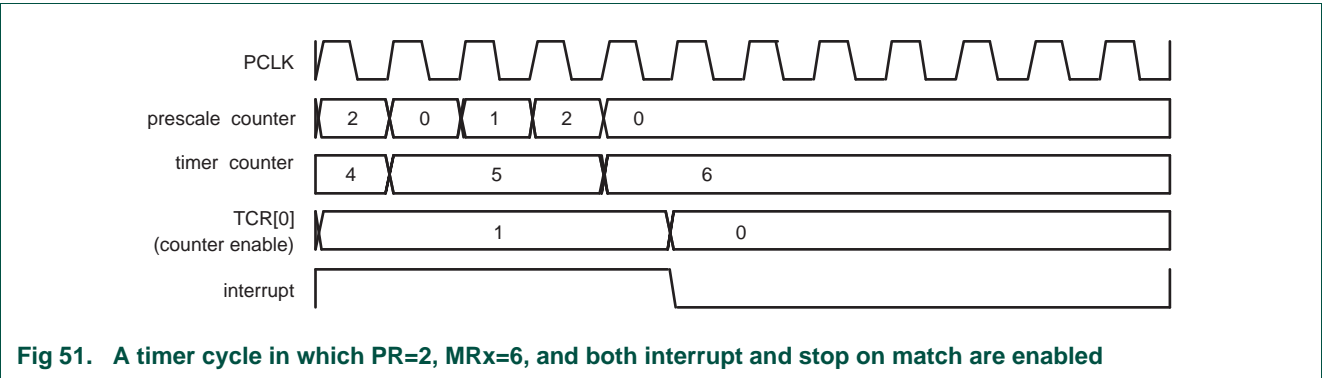 PCLK
prescale counter 2 0 1 2 0
timer counter 4 5 6
TCR[0]
(counter enable) 1 0
interrupt
Fig 51. A timer cycle in which PR=2, MRx=6, and both interrupt and stop on match are enabled